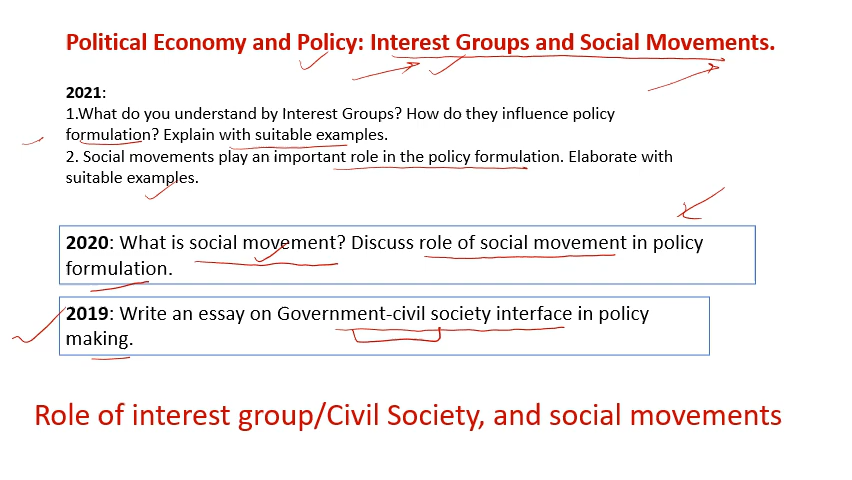 Political Economy and Policy: Interest Groups and Social Movements.
2021:
1.What do you understand by Interest Groups? How do they influence policy
formulation? Explain with suitable examples.
2. Social movements play an important role in the policy formulation. Elaborate with
suitable examples.
2020: What is social movement? Discuss role of social movement in policy
formulation.
2019: Write an essay on Government-civil society interface in policy
making.
Role of interest group/Civil Society, and social movements